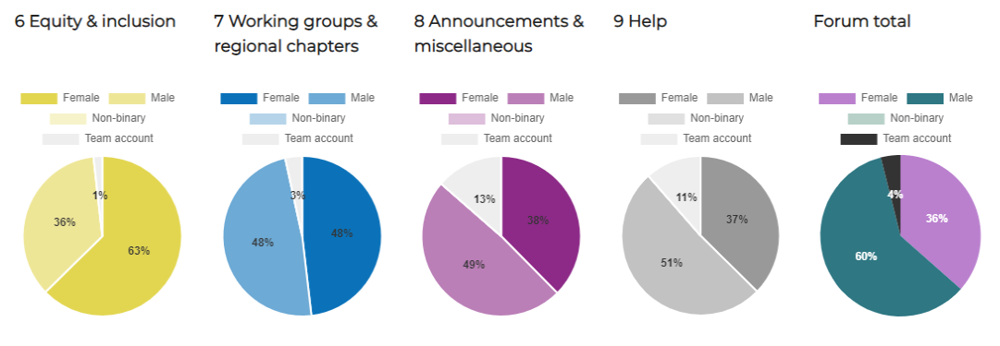 6 Equity & inclusion
Female Male
Non-binary
Team account
1%
36%
63%
7 Working groups &
regional chapters
Female Male
Non-binary
Team account
3%
48%
48%
8 Announcements &
miscellaneous
Female Male
Non-binary
Team account
13%
38%
49%
9 Help
Female Male
Non-binary
Team account
11%
37%
51%
Forum total
Female Male
Non-binary
Team account
4%
36%
60%